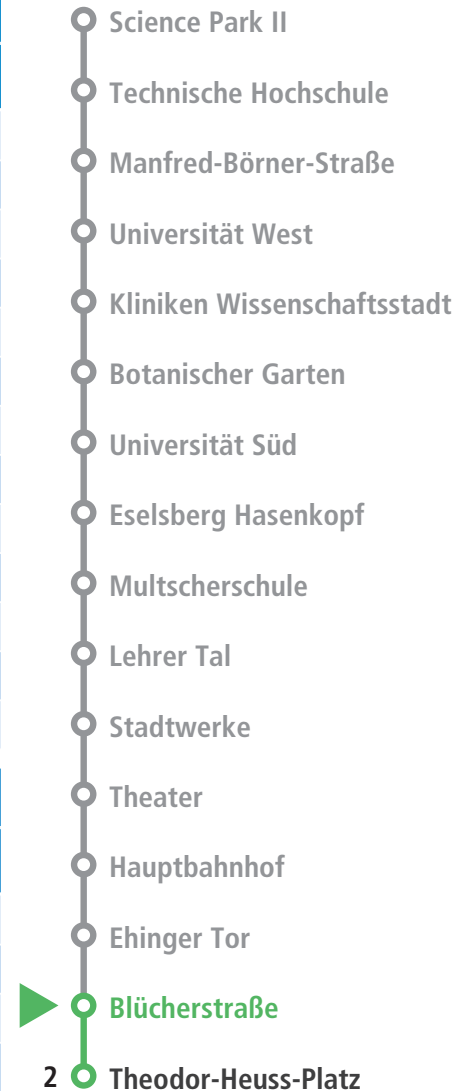 Science Park II
Technische Hochschule
Manfred-Börner-Straße
Universität West
Kliniken Wissenschaftsstadt
Botanischer Garten
Universität Süd
Eselsberg Hasenkopf
Multscherschule
Lehrer Tal
Stadtwerke
Theater
Hauptbahnhof
Ehinger Tor
Blücherstraße
2 Theodor-Heuss-Platz